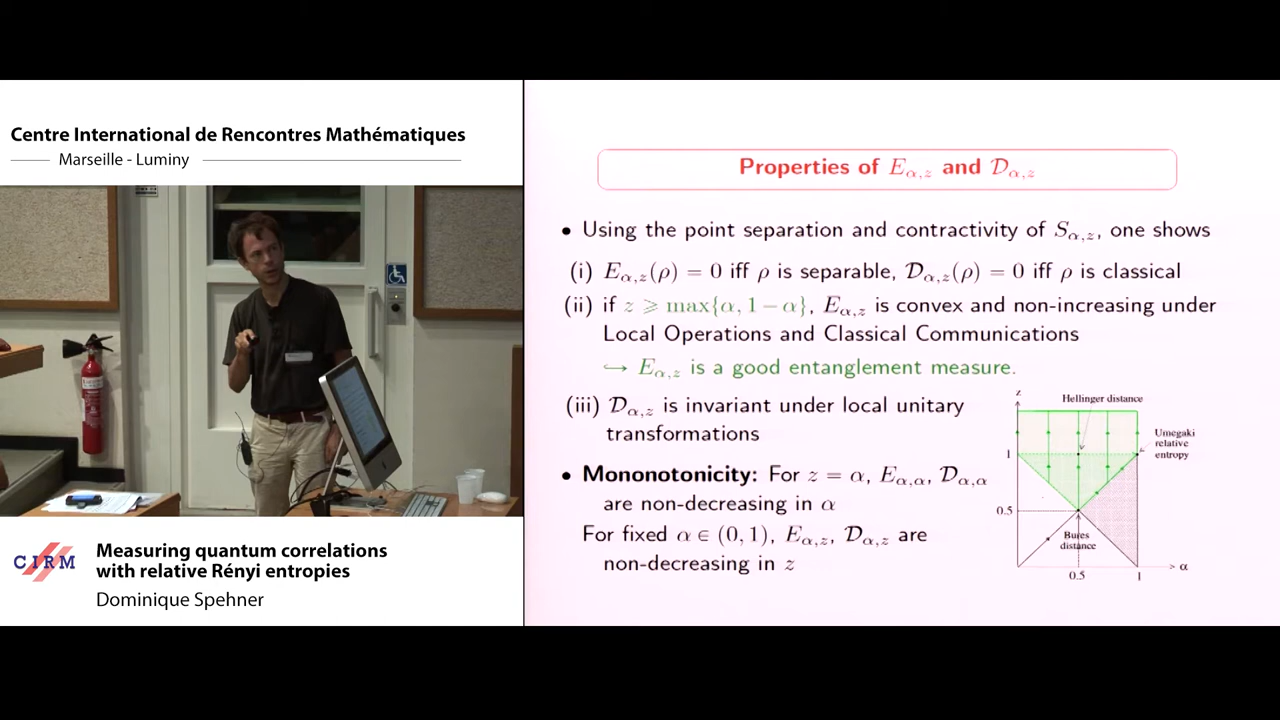 Centre International de Rencontres Mathématiques
Marseille - Luminy
CIRM
Measuring quantum correlations
with relative Rényi entropies
Dominique Spehner
Properties of E_{α,z} and 𝒟_{α,z}
• Using the point separation and contractivity of S_{α,z}, one shows
(i) E_{α,z}(ρ) = 0 iff ρ is separable, 𝒟_{α,z}(ρ) = 0 iff ρ is classical
(ii) if z ⩾ max{α, 1 − α}, E_{α,z} is convex and non-increasing under
Local Operations and Classical Communications
↪ E_{α,z} is a good entanglement measure.
(iii) 𝒟_{α,z} is invariant under local unitary
transformations
• Mononotonicity: For z = α, E_{α,α}, 𝒟_{α,α}
are non-decreasing in α
For fixed α ∈ (0, 1), E_{α,z}, 𝒟_{α,z} are
non-decreasing in z
z
Hellinger distance
Umegaki
relative
entropy
1
0.5
Bures
distance
0.5
1
α